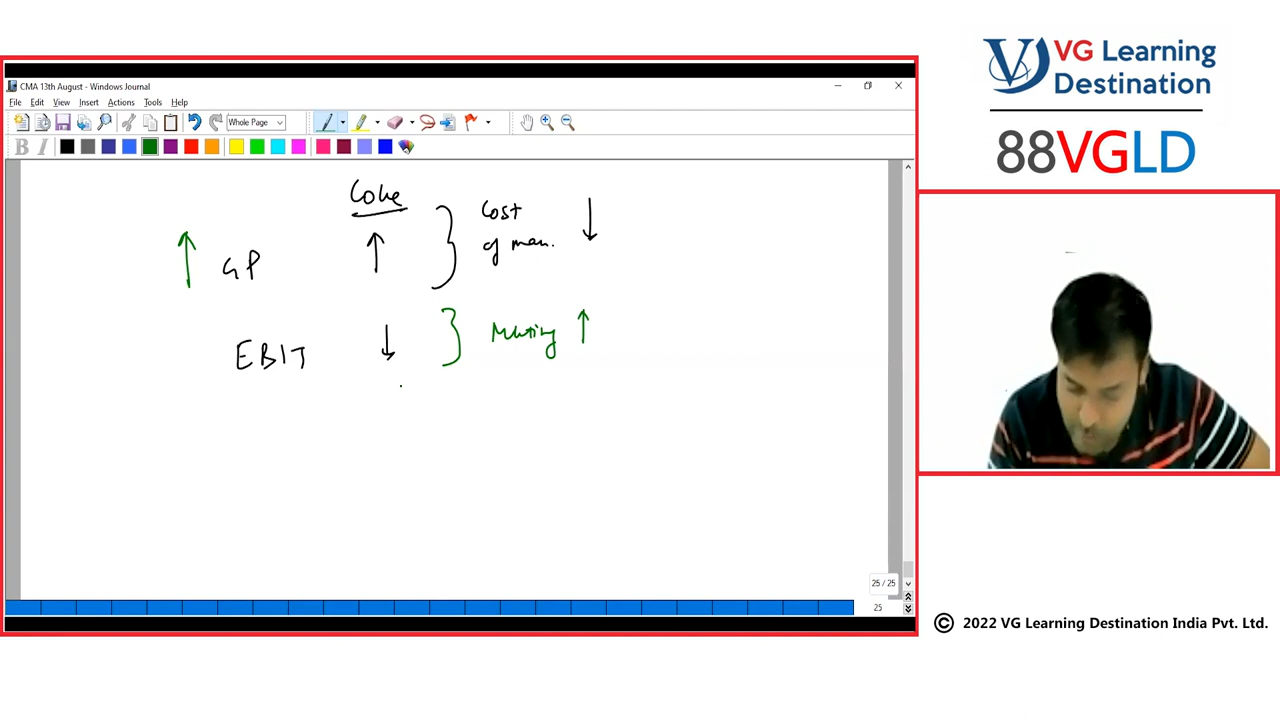 CMA 13th August - Windows Journal
File Edit View Insert Actions Tools Help
Whole Page
B I
Coke
GP
Cost
of man.
EBIT
25 / 25
25
VG Learning
Destination
88VGLD
© 2022 VG Learning Destination India Pvt. Ltd.